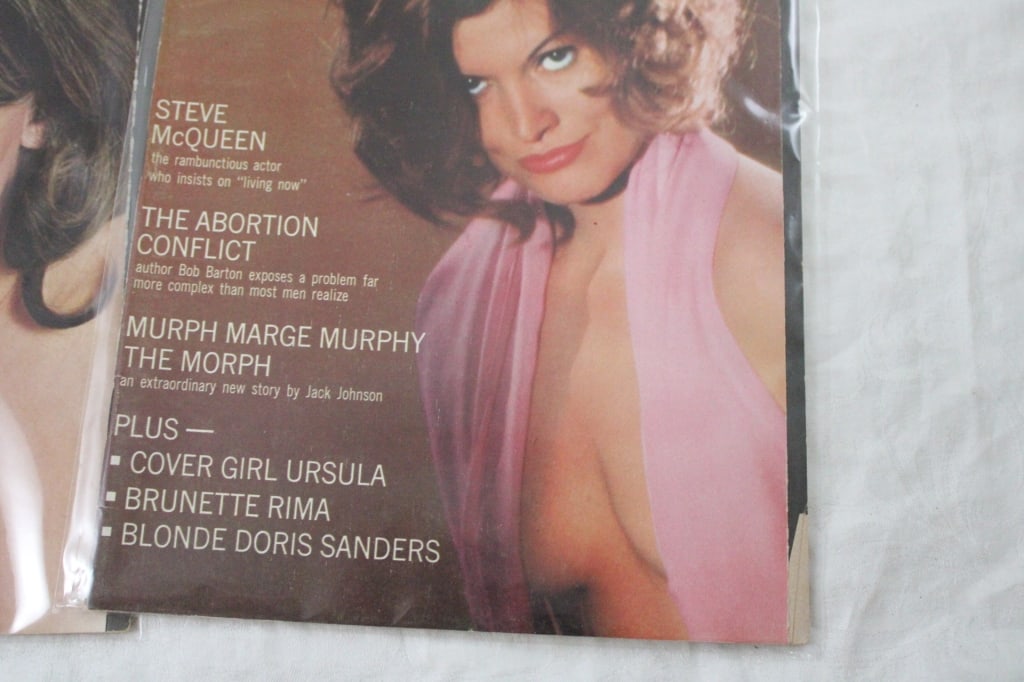 STEVE
McQUEEN
the rambunctious actor
who insists on "living now"
THE ABORTION
CONFLICT
author Bob Barton exposes a problem far
more complex than most men realize
MURPH MARGE MURPHY
THE MORPH
an extraordinary new story by Jack Johnson
PLUS —
▪ COVER GIRL URSULA
▪ BRUNETTE RIMA
▪ BLONDE DORIS SANDERS